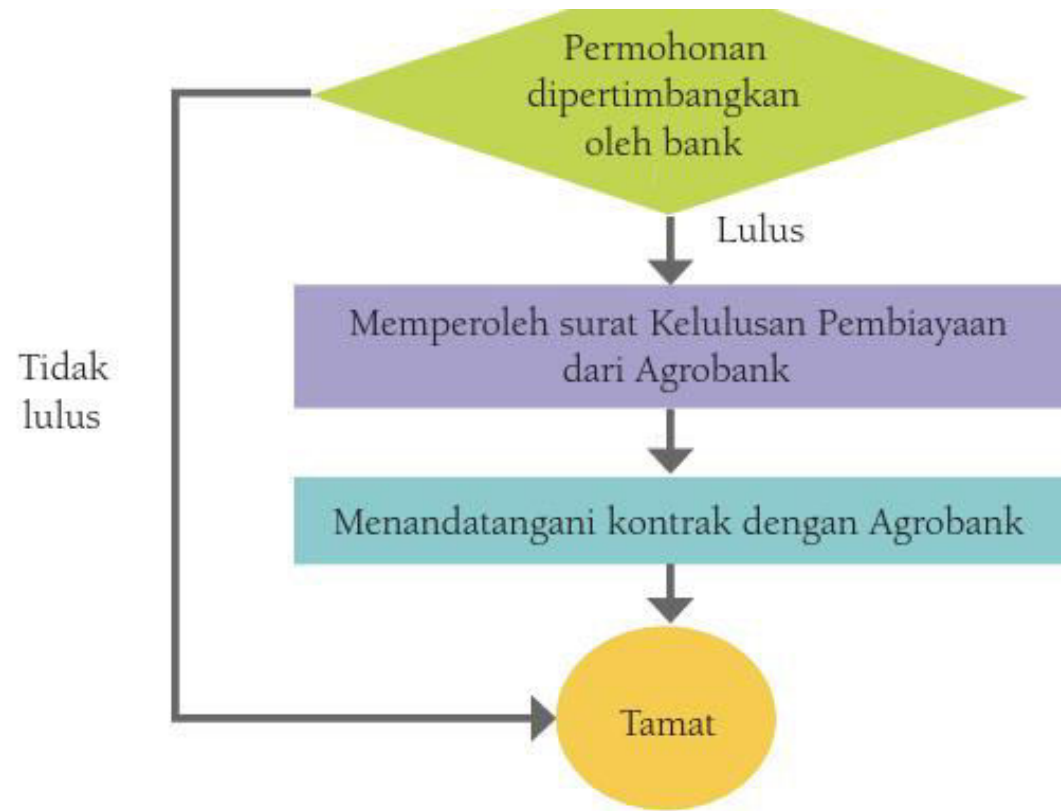 Permohonan
dipertimbangkan
oleh bank
Lulus
Memperoleh surat Kelulusan Pembiayaan
dari Agrobank
Tidak
lulus
Menandatangani kontrak dengan Agrobank
Tamat